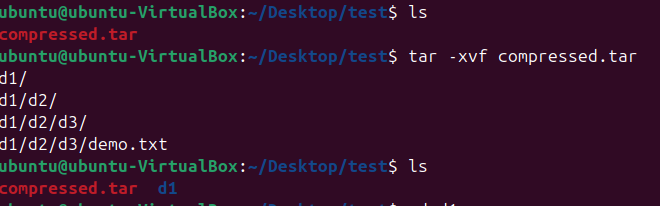 ubuntu@ubuntu-VirtualBox:~/Desktop/test$ ls
compressed.tar
ubuntu@ubuntu-VirtualBox:~/Desktop/test$ tar -xvf compressed.tar
d1/
d1/d2/
d1/d2/d3/
d1/d2/d3/demo.txt
ubuntu@ubuntu-VirtualBox:~/Desktop/test$ ls
compressed.tar d1